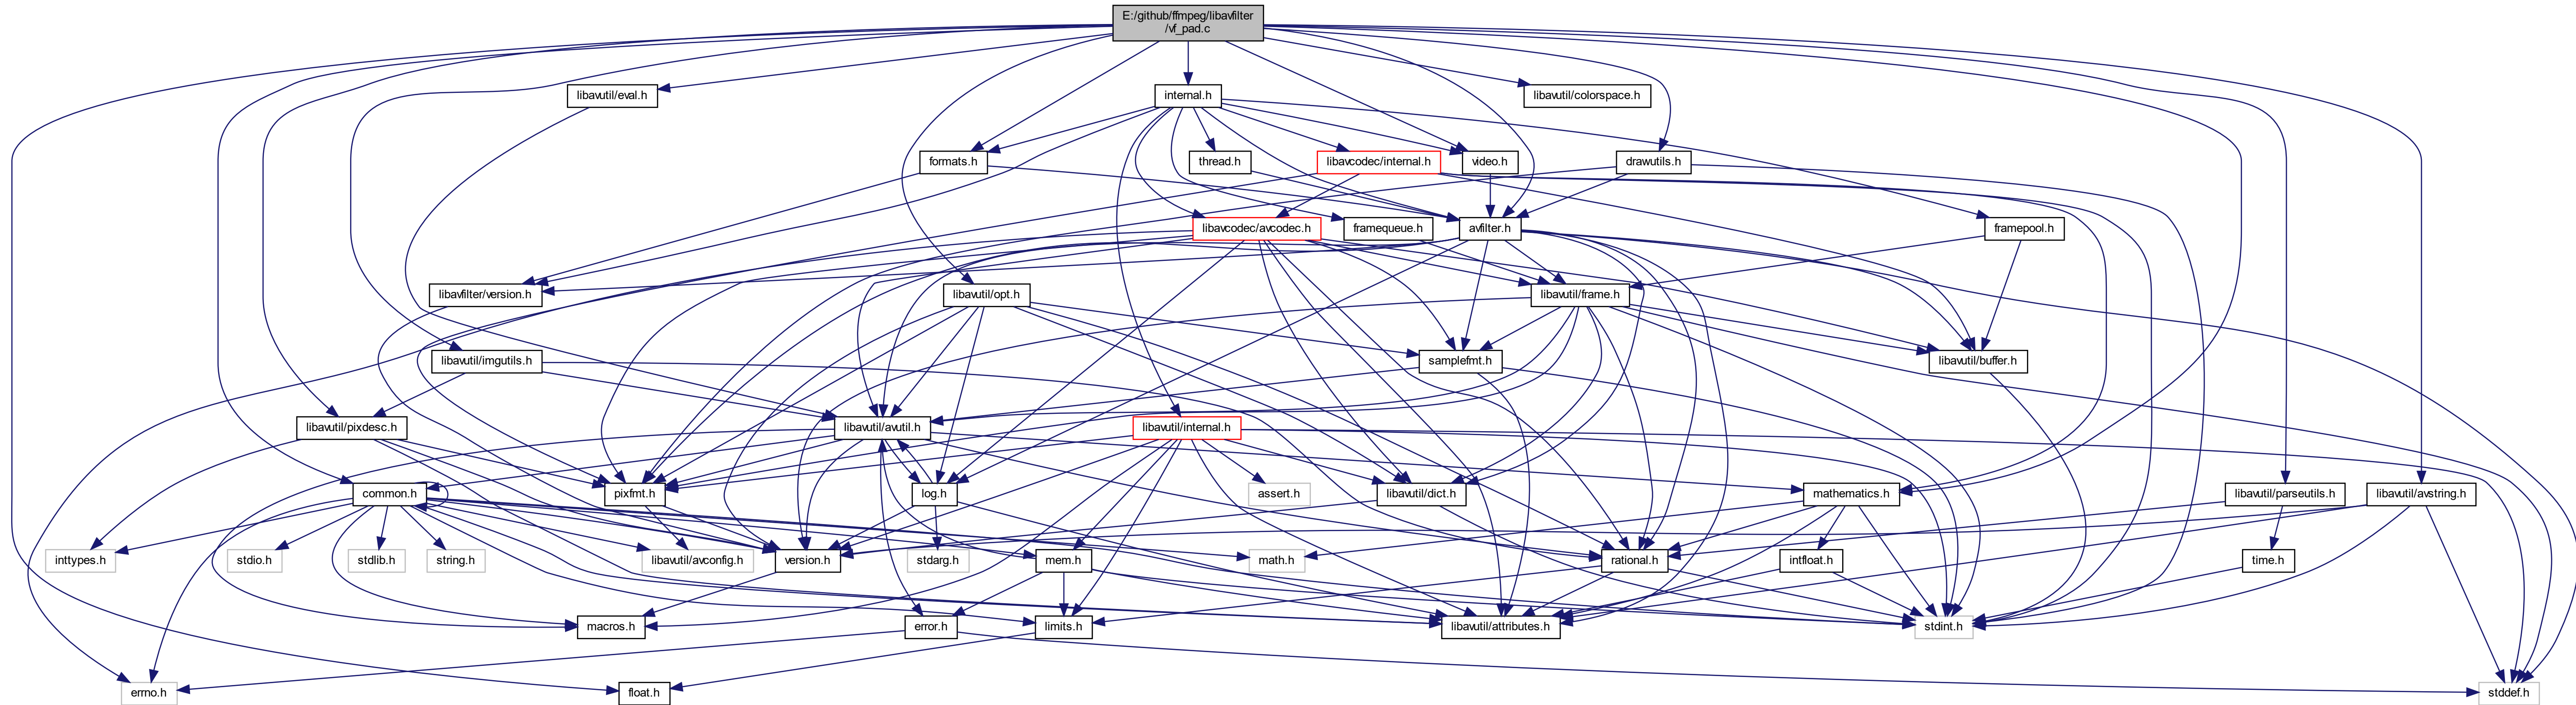 E:/github/ffmpeg/libavfilter
/vf_pad.c
libavutil/eval.h
internal.h
libavutil/colorspace.h
formats.h
thread.h
libavcodec/internal.h
video.h
drawutils.h
libavcodec/avcodec.h
framequeue.h
avfilter.h
framepool.h
libavfilter/version.h
libavutil/opt.h
libavutil/frame.h
libavutil/imgutils.h
samplefmt.h
libavutil/buffer.h
libavutil/pixdesc.h
libavutil/avutil.h
libavutil/internal.h
common.h
pixfmt.h
log.h
assert.h
libavutil/dict.h
mathematics.h
libavutil/parseutils.h
libavutil/avstring.h
inttypes.h
stdio.h
stdlib.h
string.h
libavutil/avconfig.h
version.h
stdarg.h
mem.h
math.h
rational.h
intfloat.h
time.h
macros.h
error.h
limits.h
libavutil/attributes.h
stdint.h
errno.h
float.h
stddef.h